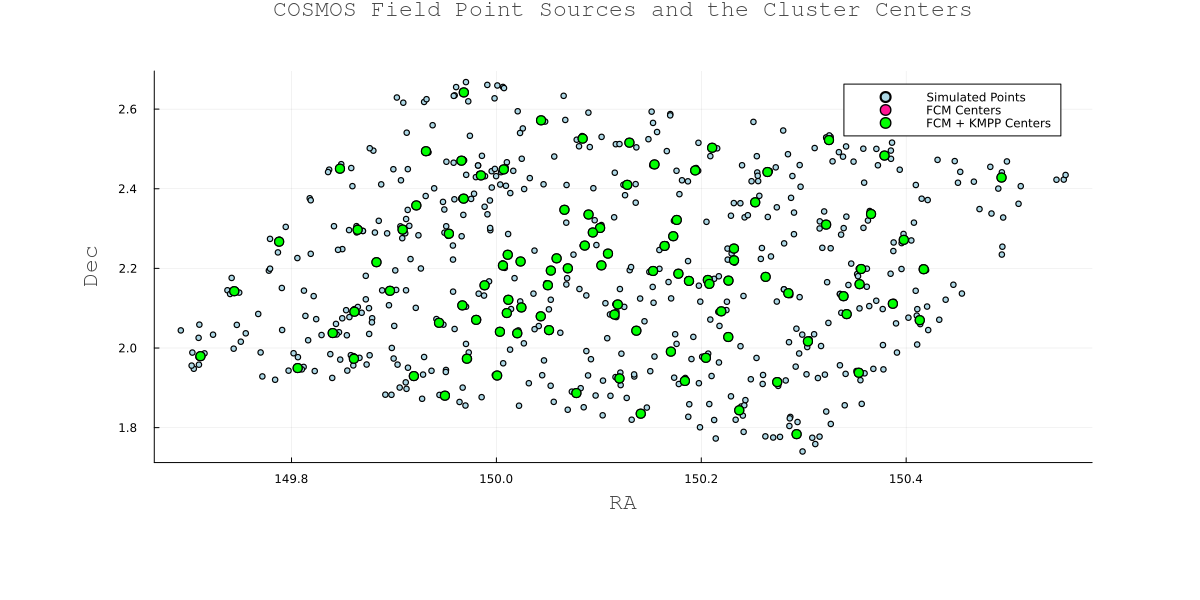 COSMOS Field Point Sources and the Cluster Centers
Simulated Points
FCM Centers
FCM + KMPP Centers
2.6
2.4
2.2
2.0
1.8
Dec
149.8
150.0
150.2
150.4
RA